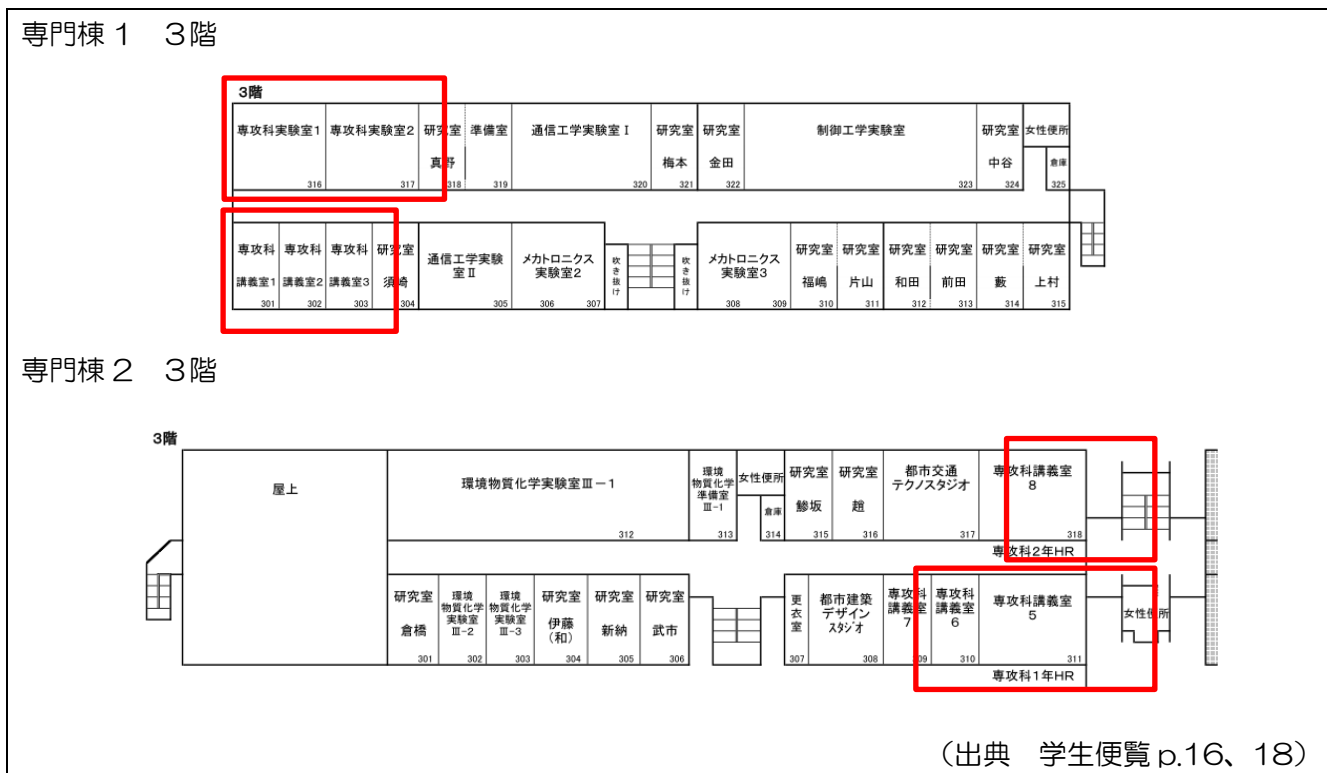 専門棟1 3階
3階
専攻科実験室1 316
専攻科実験室2 317
研究室 真野 318
準備室 319
通信工学実験室Ⅰ 320
研究室 梅本 321
研究室 金田 322
制御工学実験室 323
研究室 中谷 324
女性便所
倉庫 325
専攻科 講義室1 301
専攻科 講義室2 302
専攻科 講義室3 303
研究室 須崎 304
通信工学実験
室Ⅱ 305
メカトロニクス
実験室2 306 307
吹き抜け
吹き抜け
メカトロニクス
実験室3 308 309
研究室 福嶋 310
研究室 片山 311
研究室 和田 312
研究室 前田 313
研究室 藪 314
研究室 上村 315
専門棟2 3階
3階
屋上
環境物質化学実験室Ⅲ-1 312
環境
物質化学
準備室
Ⅲ-1 313
女性便所
倉庫 314
研究室 鯵坂 315
研究室 趙 316
都市交通
テクノスタジオ 317
専攻科講義室
8 318
専攻科2年HR
研究室 倉橋 301
環境
物質化学
実験室
Ⅲ-2 302
環境
物質化学
実験室
Ⅲ-3 303
研究室 伊藤
(和) 304
研究室 新納 305
研究室 武市 306
更衣室 307
都市建築
デザイン
スタジオ 308
専攻科
講義室
7 309
専攻科
講義室
6 310
専攻科講義室
5 311
女性便所
専攻科1年HR
(出典 学生便覧 p.16、18)